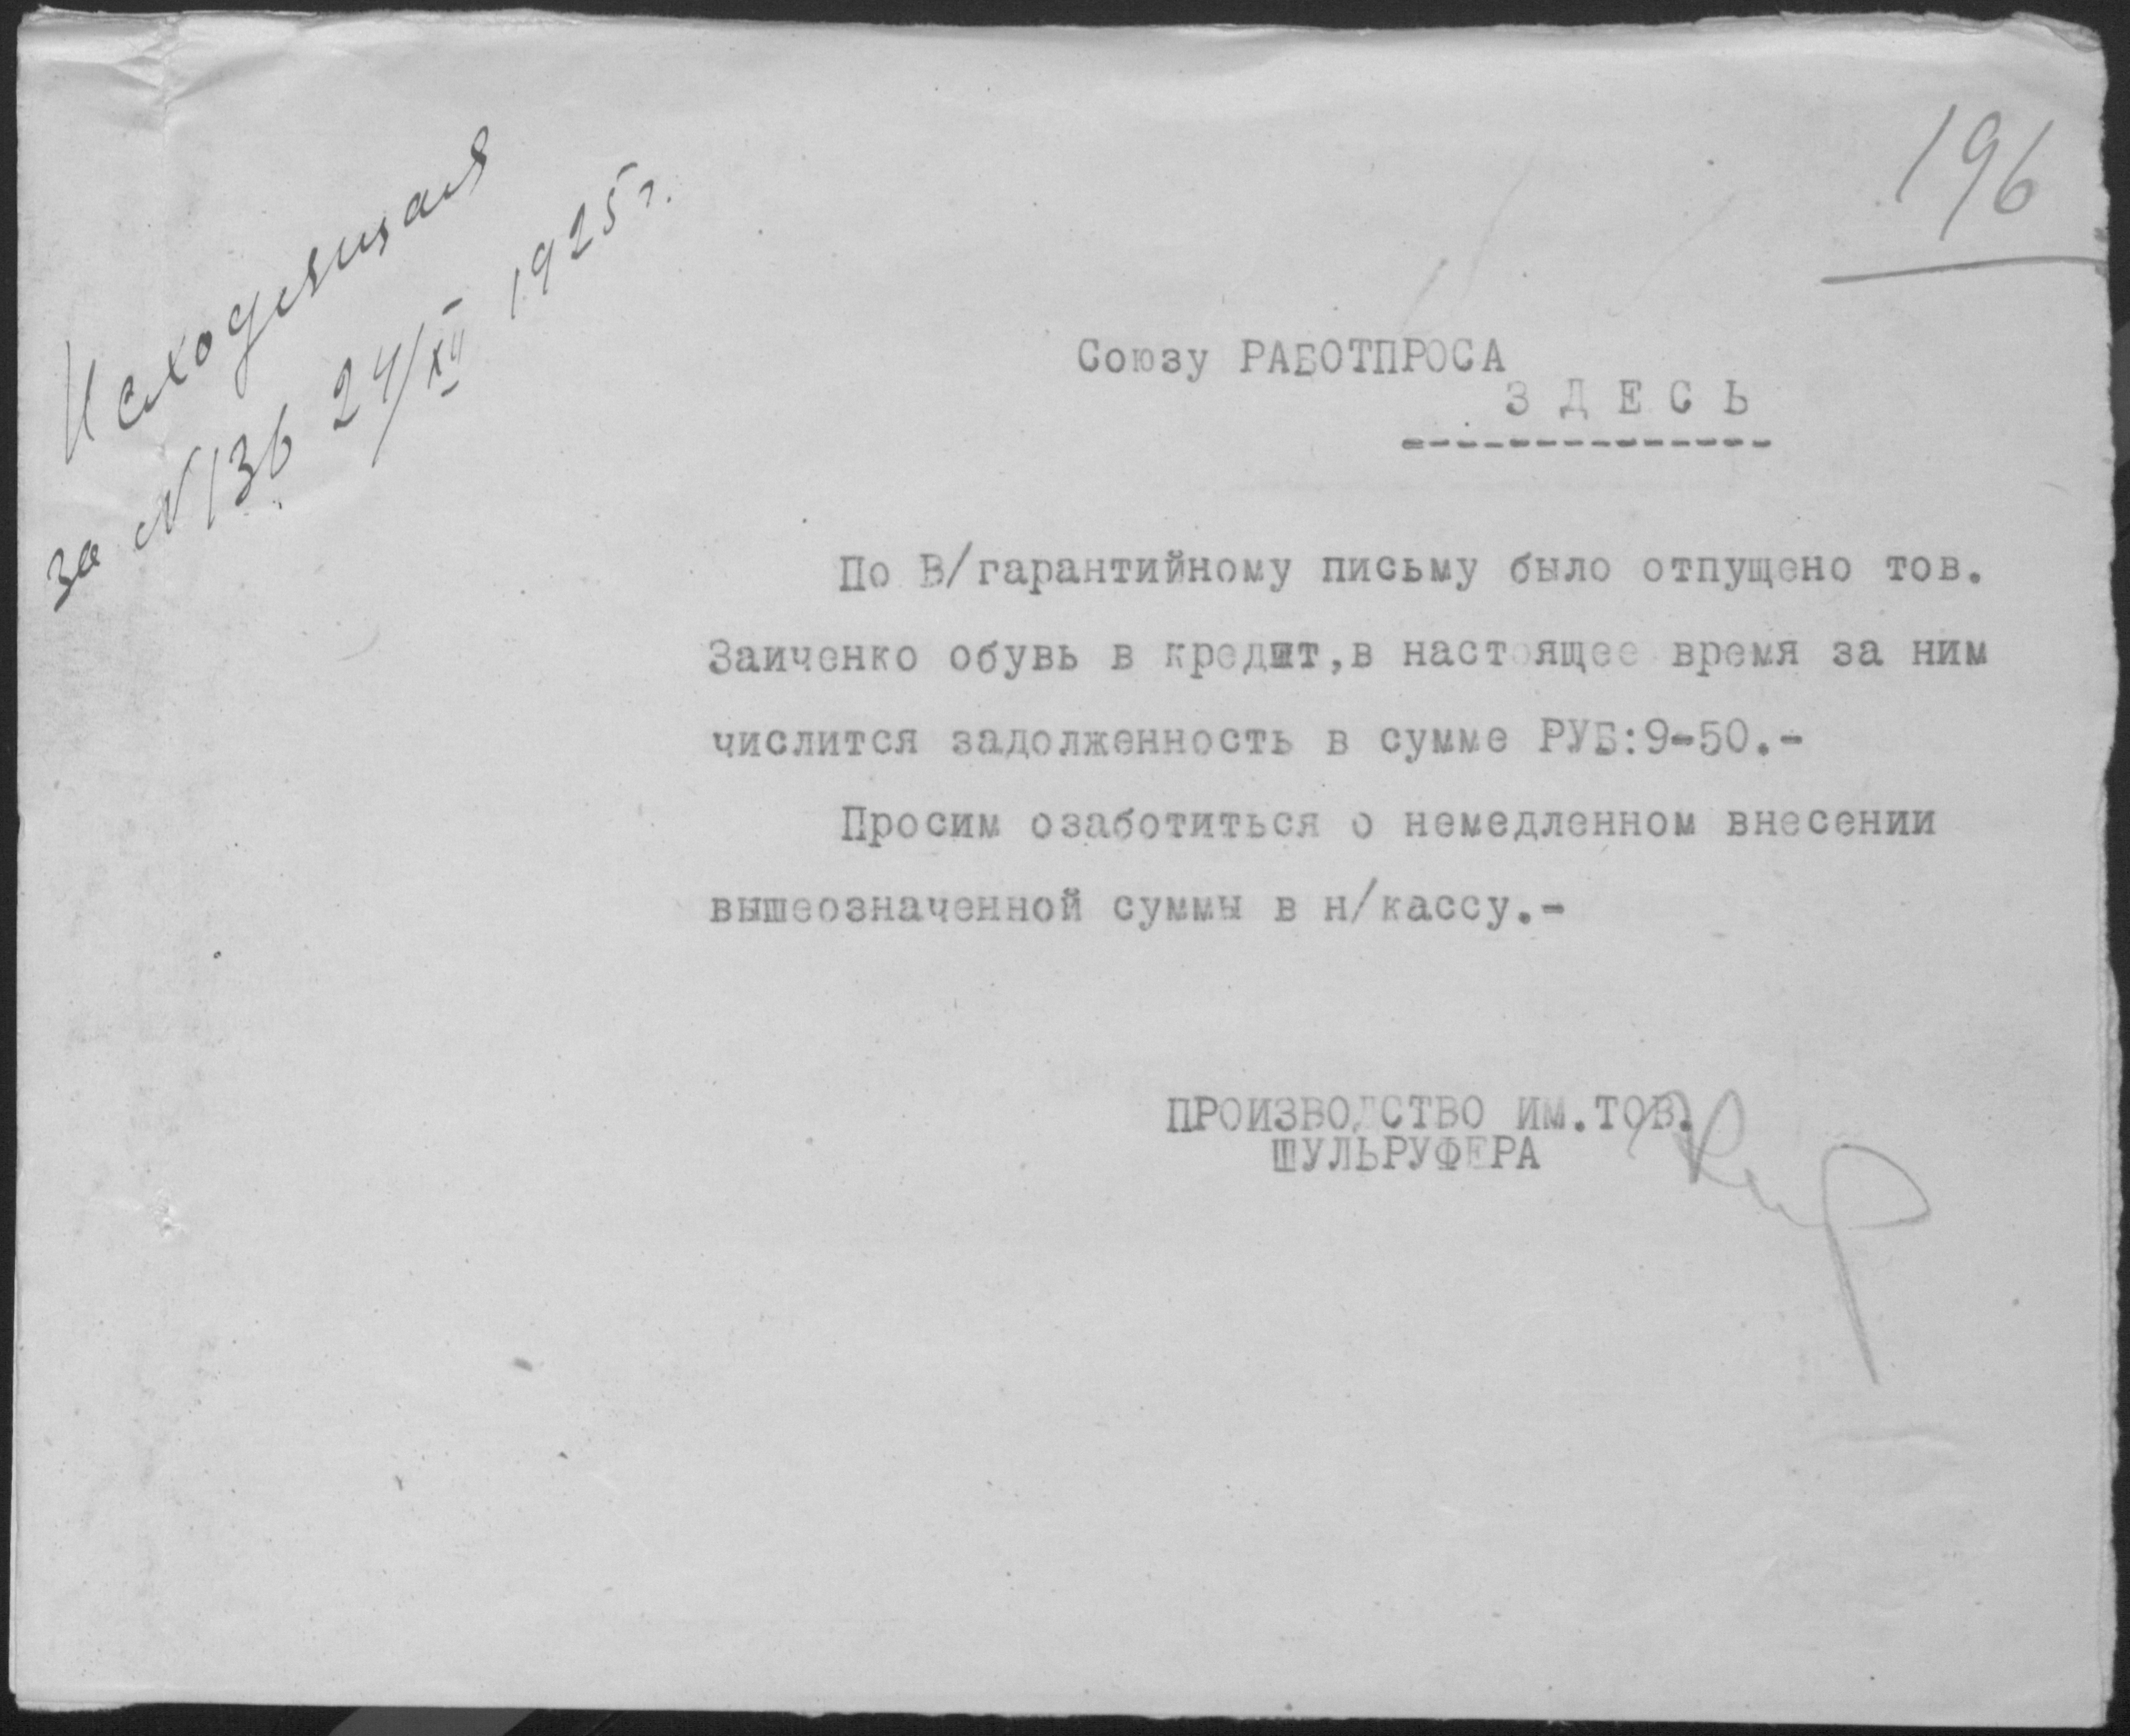 Исходящая
за №136 24/XII 1925 г.
196
Союзу РАБОТПРОСА
ЗДЕСЬ
По В/гарантийному письму было отпущено тов.
Заиченко обувь в кредит,в настоящее время за ним
числится задолженность в сумме РУБ:9-50.-
Просим озаботиться о немедленном внесении
вышеозначенной суммы в н/кассу.-
ПРОИЗВОДСТВО ИМ.ТОВ.
ШУЛЬРУФЕРА